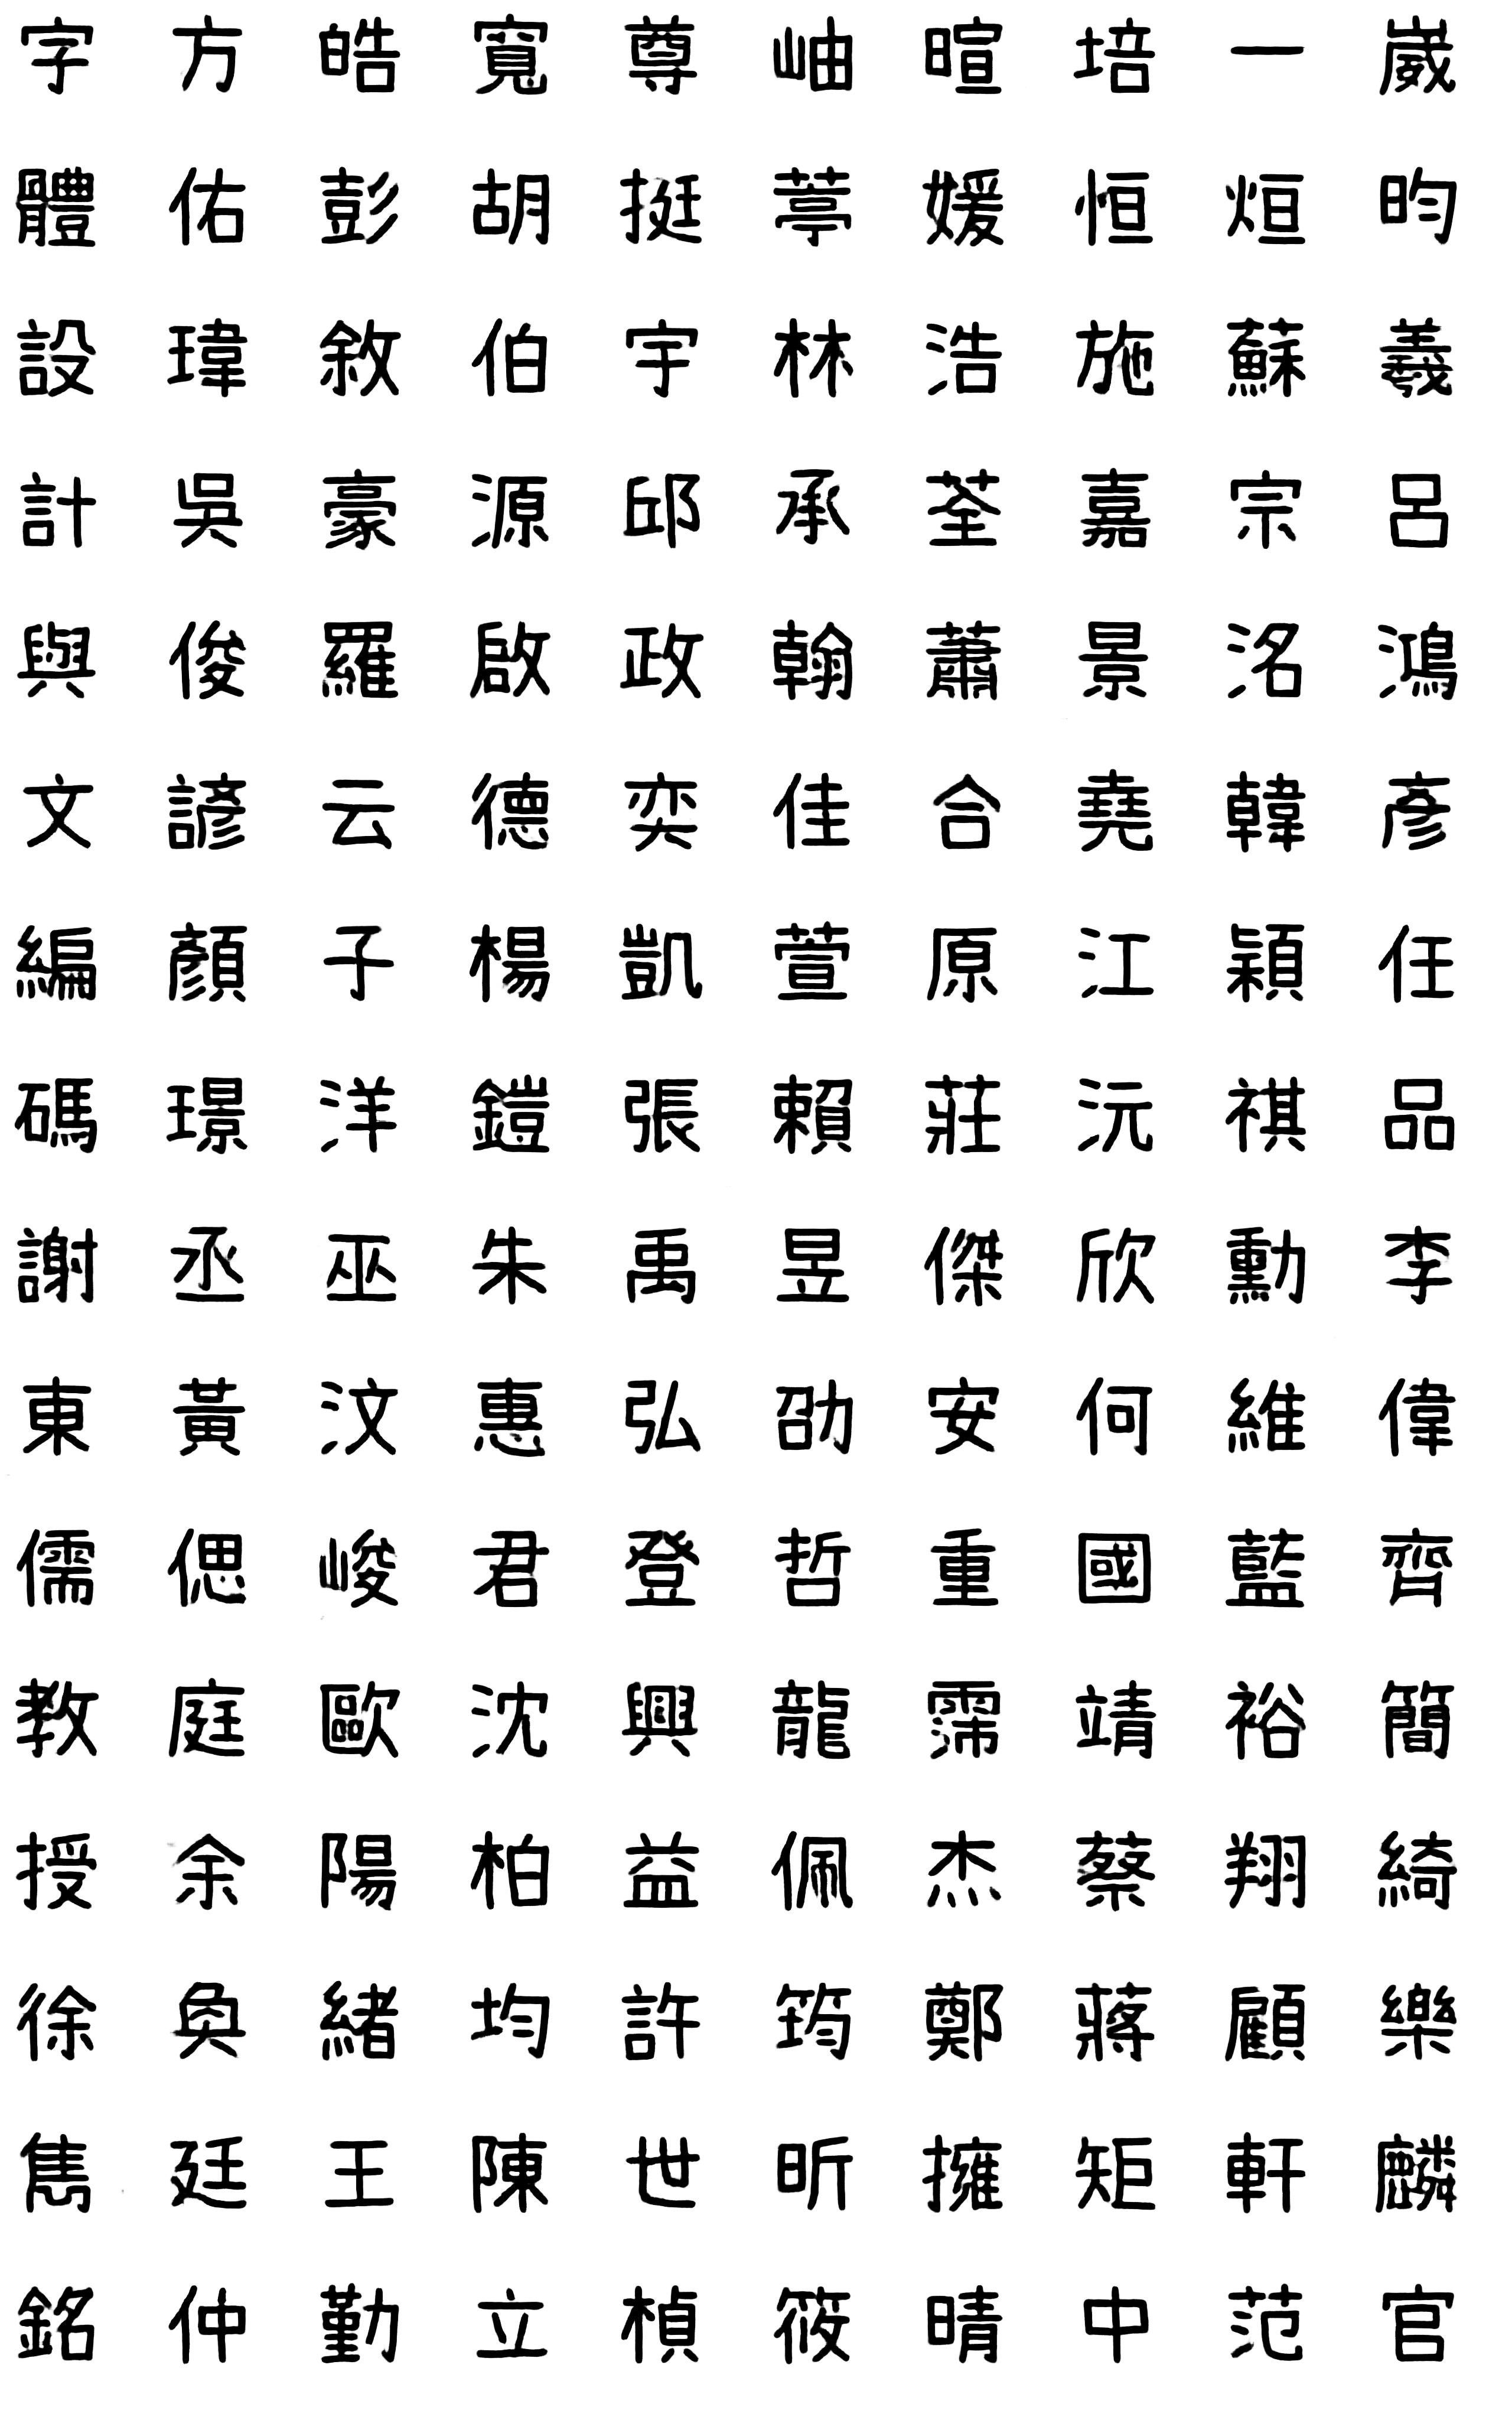 字 方 皓 寬 尊 岫 暄 培 一 崴
體 佑 彭 胡 挺 葶 媛 恒 烜 昀
設 瑋 敘 伯 宇 林 浩 施 蘇 羲
計 吳 豪 源 邱 承 荃 嘉 宗 呂
與 俊 羅 啟 政 翰 蕭 景 洺 鴻
文 諺 云 德 奕 佳 合 堯 韓 彥
編 顏 子 楊 凱 萱 原 江 穎 任
碼 璟 洋 鎧 張 賴 莊 沅 祺 品
謝 丞 巫 朱 禹 昱 傑 欣 勳 李
東 黃 汶 惠 弘 劭 安 何 維 偉
儒 偲 峻 君 登 哲 重 國 藍 齊
教 庭 歐 沈 興 龍 霈 靖 裕 簡
授 余 陽 柏 益 佩 杰 蔡 翔 綺
徐 奐 緒 均 許 筠 鄭 蔣 顧 樂
雋 廷 王 陳 世 昕 擁 矩 軒 麟
銘 仲 勤 立 楨 筱 晴 中 范 官